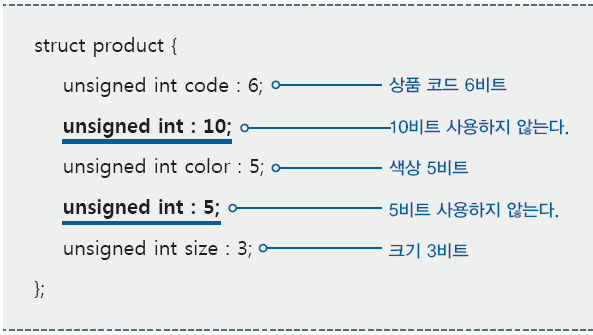 struct product {
unsigned int code : 6; 상품 코드 6비트
unsigned int : 10; 10비트 사용하지 않는다.
unsigned int color : 5; 색상 5비트
unsigned int : 5; 5비트 사용하지 않는다.
unsigned int size : 3; 크기 3비트
};